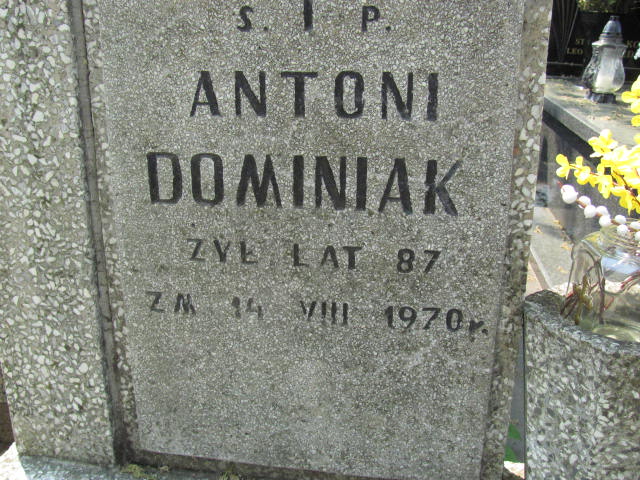 S. P.
ANTONI
DOMINIAK
ŻYŁ LAT 87
ZM 14 VIII 1970 r.